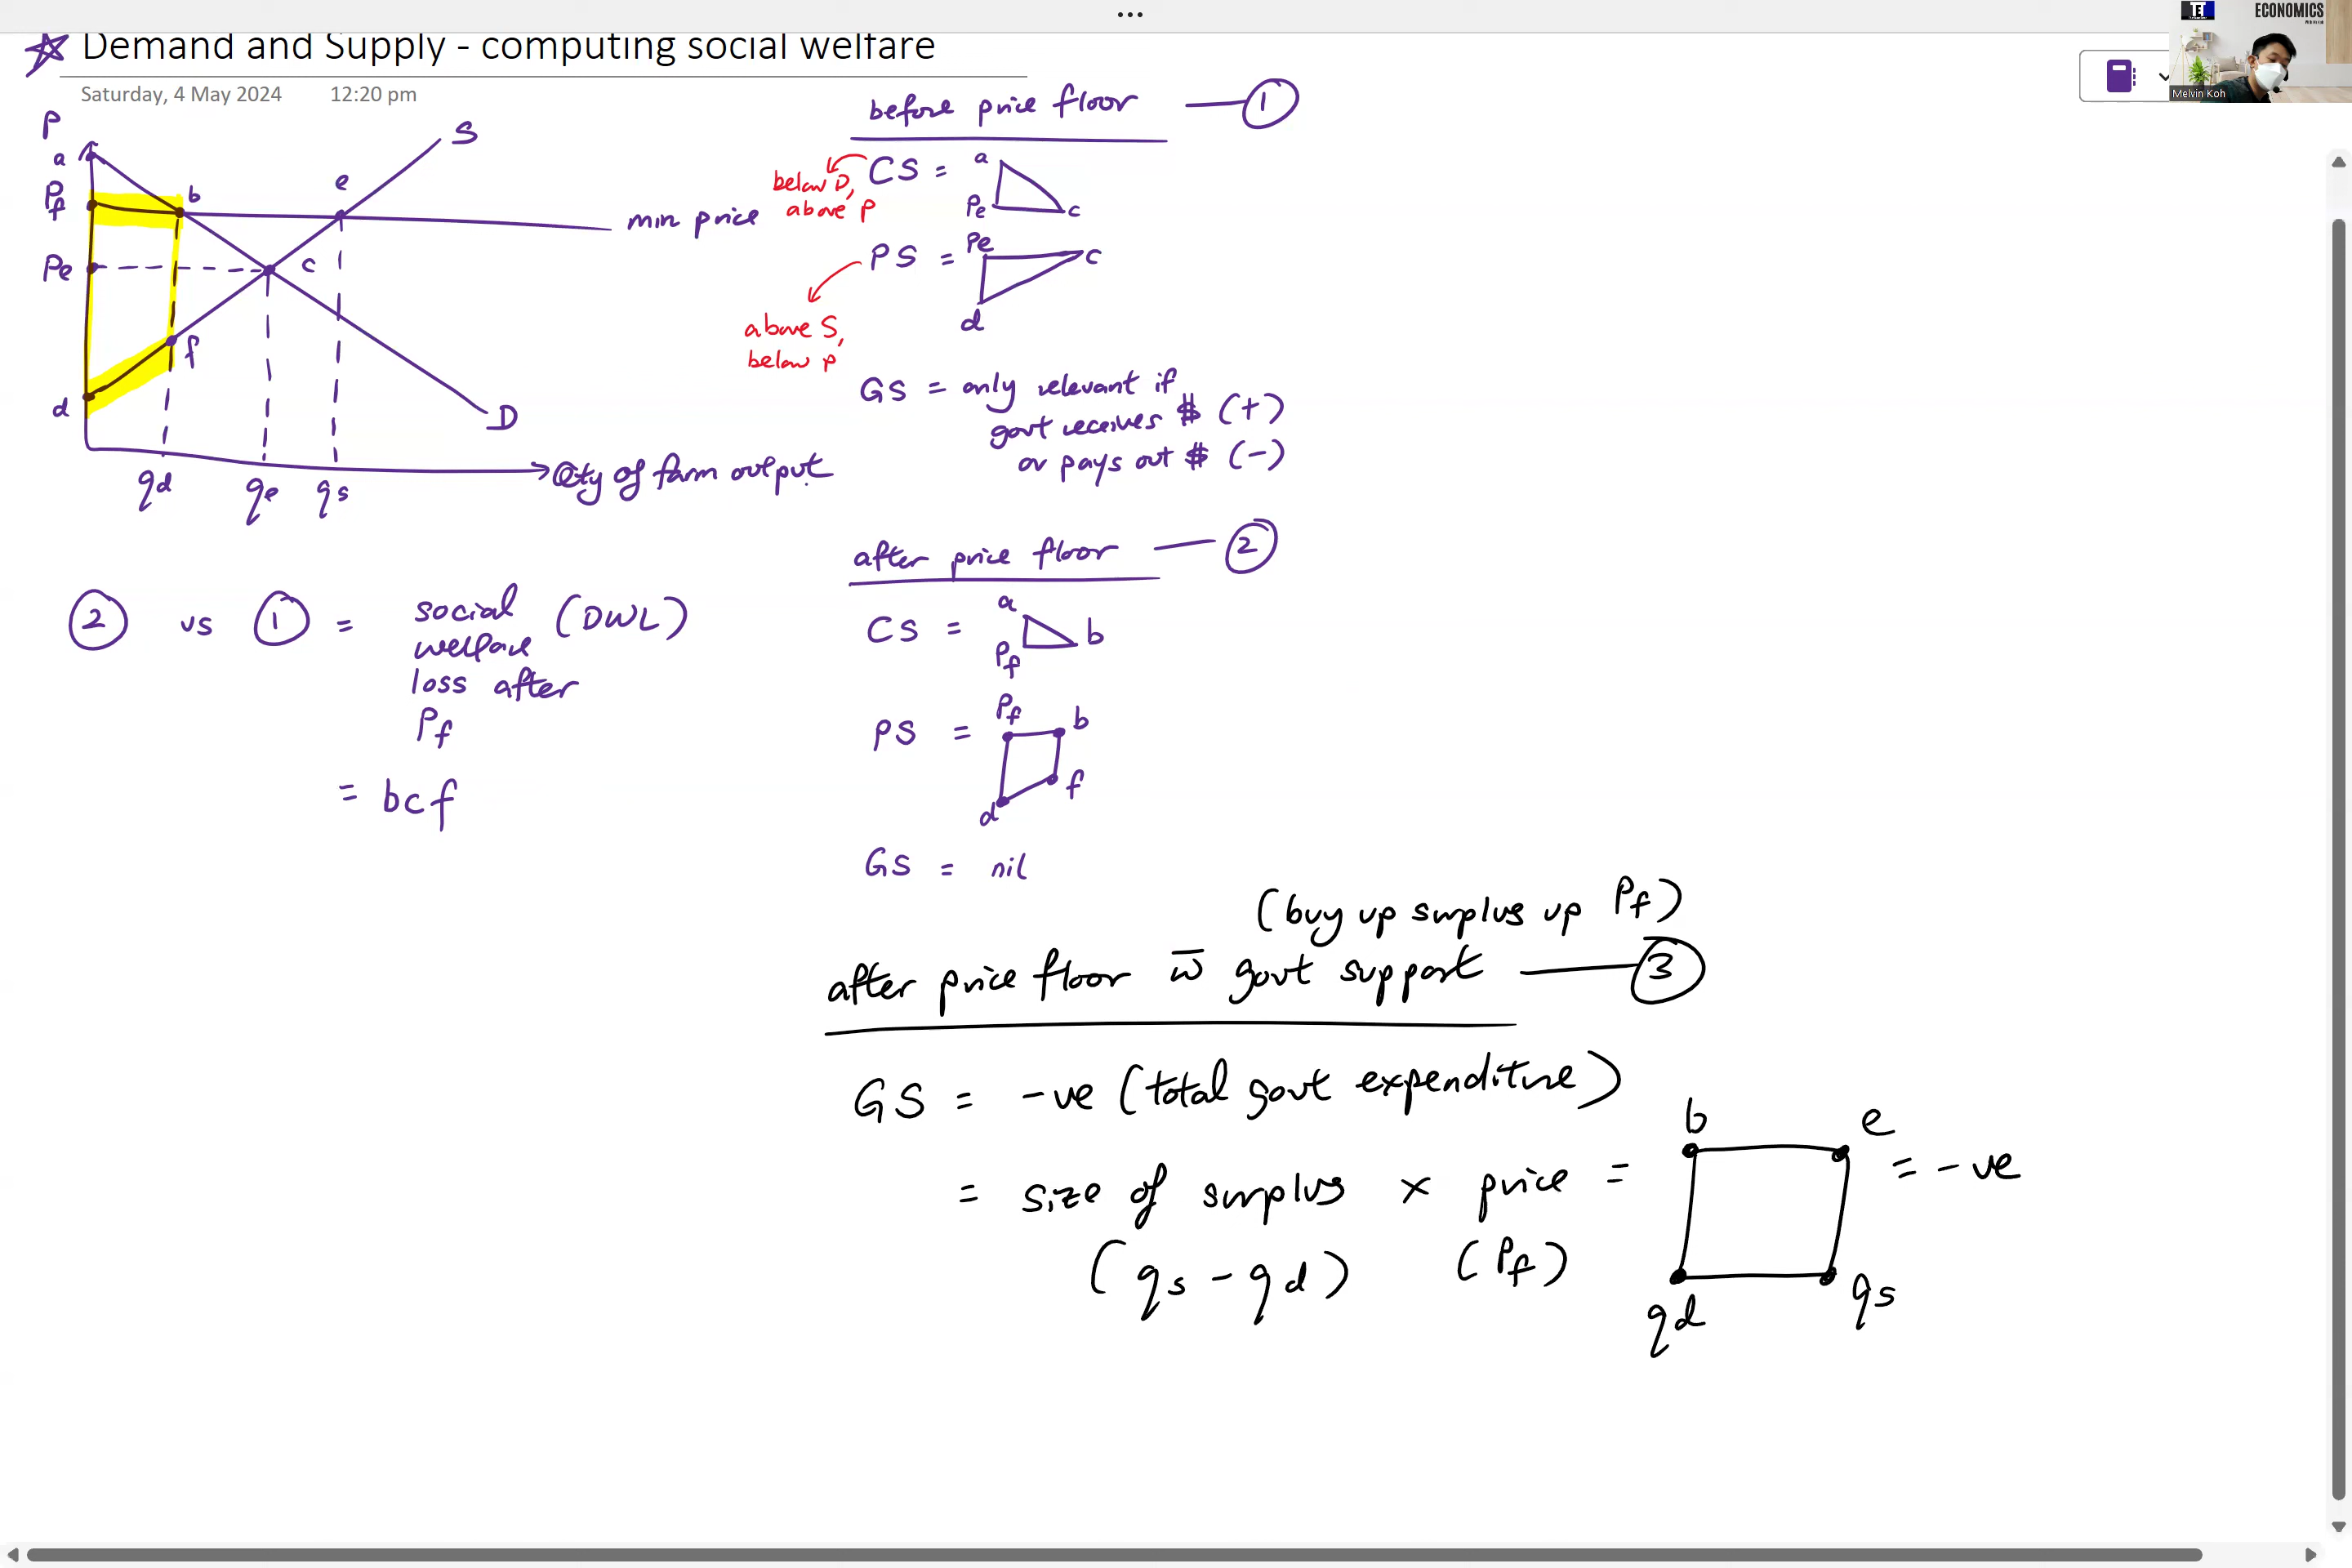 •••
TET
ECONOMICS
Melvin Koh
Demand and Supply - computing social welfare
Saturday, 4 May 2024 12:20 pm
P
a
Pf
Pe
d
b
e
c
f
S
D
min price
qd
qe
qs
Qty of farm output
before price floor — ①
CS =
a
Pe
c
below D,
above P
PS =
Pe
c
d
above S,
below P
GS = only relevant if
govt receives $ (+)
or pays out $ (-)
after price floor — ②
CS =
a
Pf
b
PS =
Pf
b
f
d
GS = nil
② vs ① = social (DWL)
welfare
loss after
Pf
= bcf
(buy up surplus up Pf)
after price floor w̅ govt support — ③
GS = -ve (total govt expenditure)
= size of surplus x price =
(qs - qd) (Pf)
b
e
= -ve
qd
qs